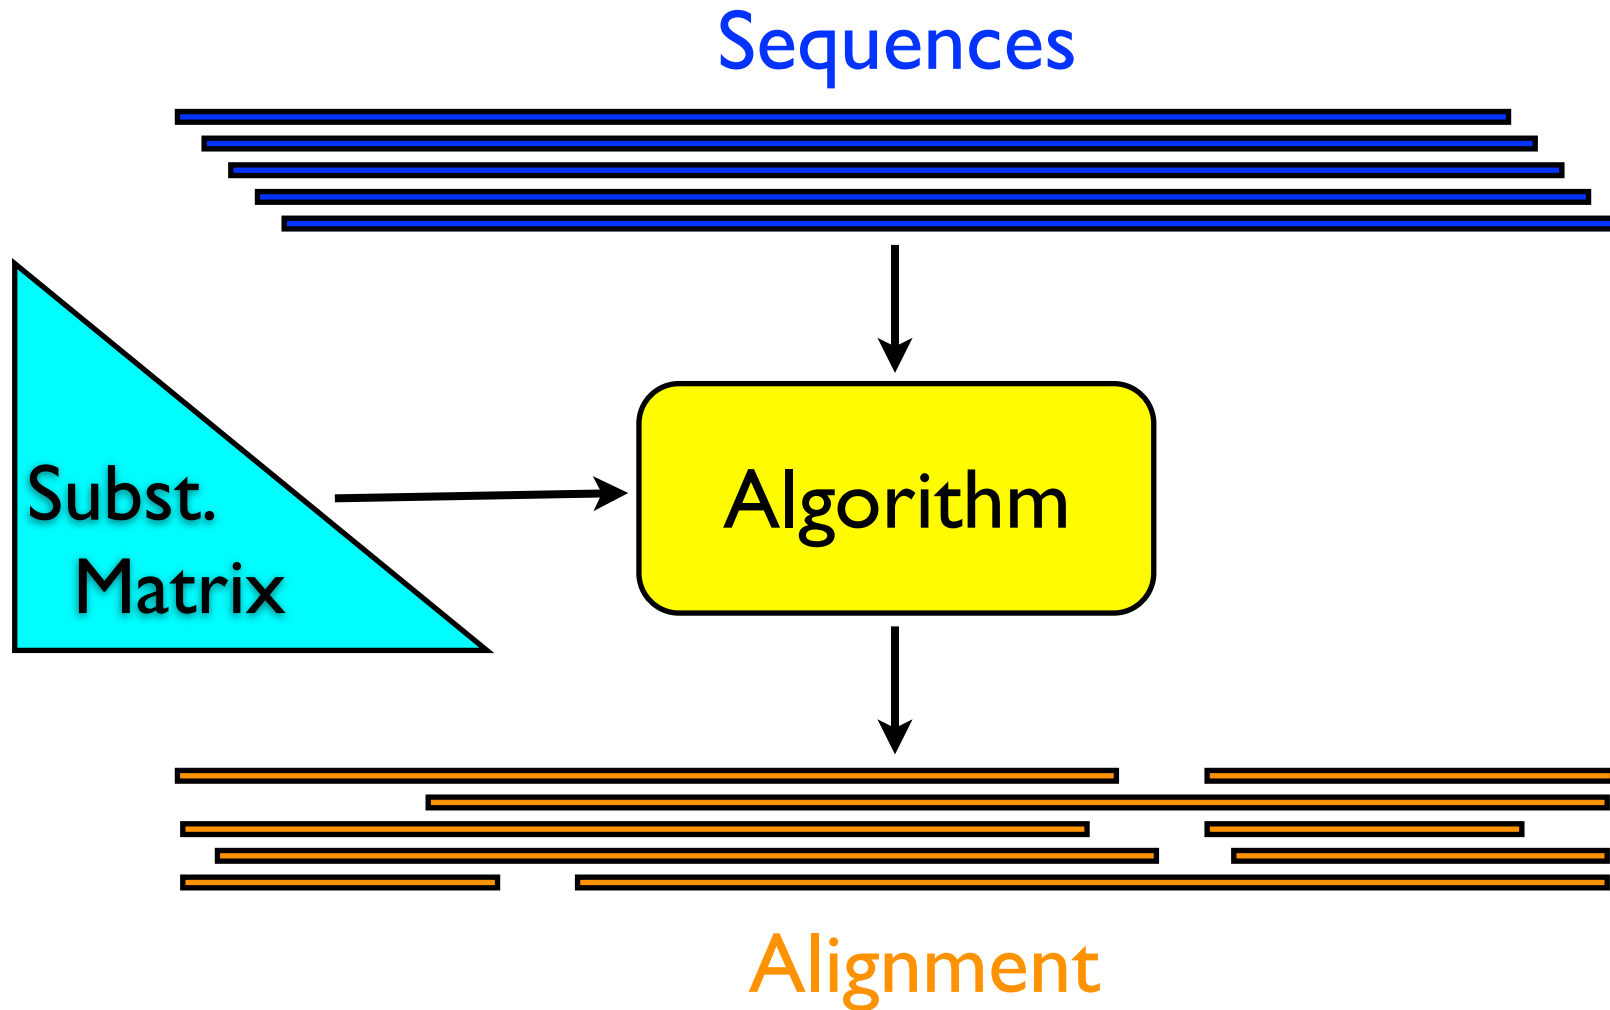 Sequences
Subst.
Matrix
Algorithm
Alignment